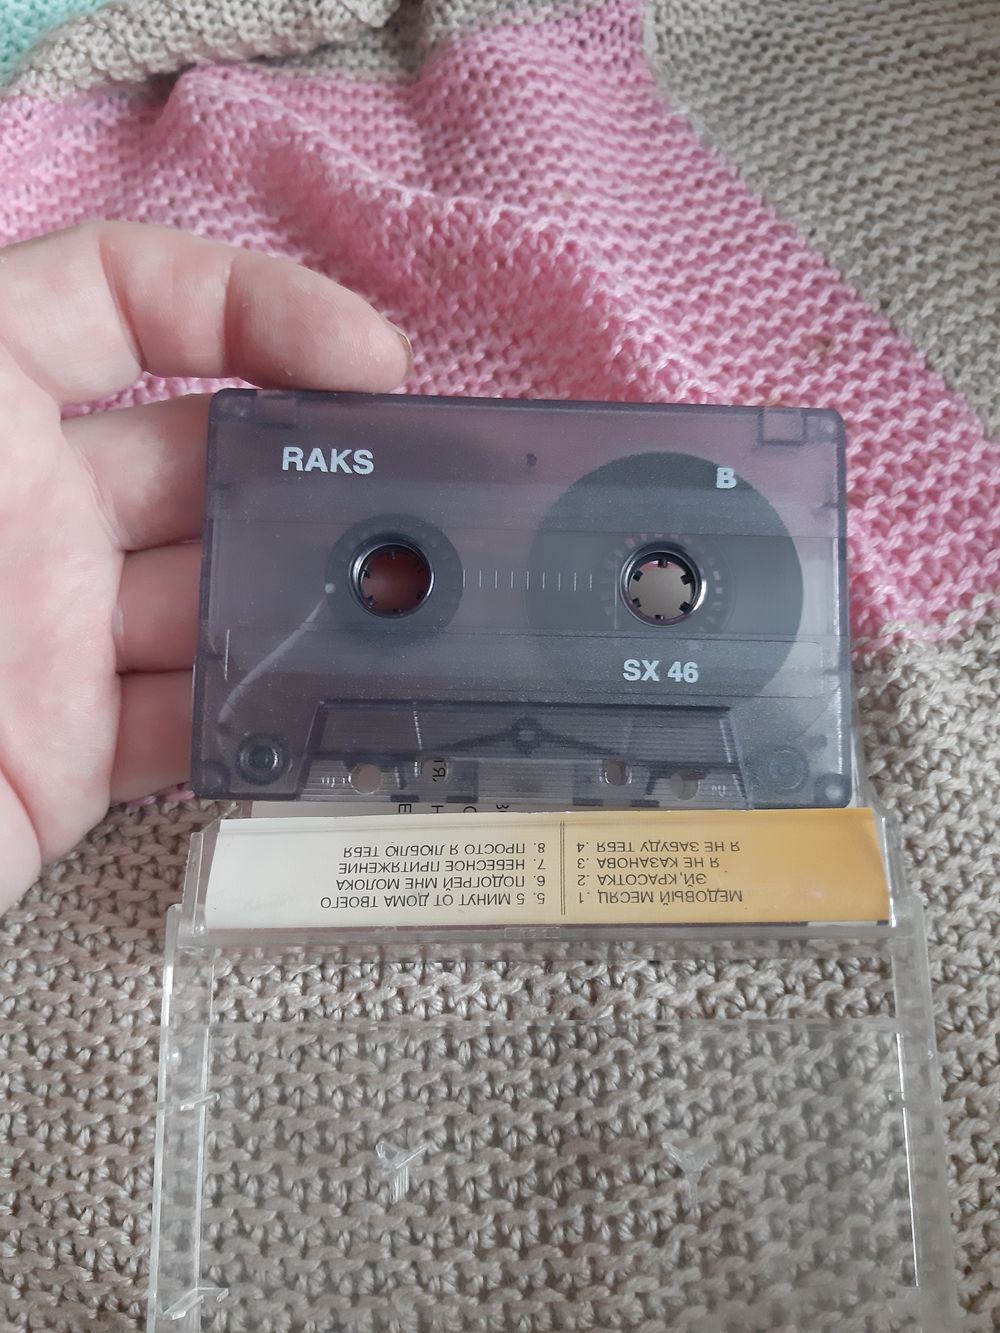 RAKS
B
SX 46
1. МЕДОВЫЙ МЕСЯЦ
2. ЭЙ,КРАСОТКА
3. Я НЕ КАЗАНОВА
4. Я НЕ ЗАБУДУ ТЕБЯ
5. 5 МИНУТ ОТ ДОМА ТВОЕГО
6. ПОДОГРЕЙ МНЕ МОЛОКА
7. НЕБЕСНОЕ ПРИТЯЖЕНИЕ
8. ПРОСТО Я ЛЮБЛЮ ТЕБЯ